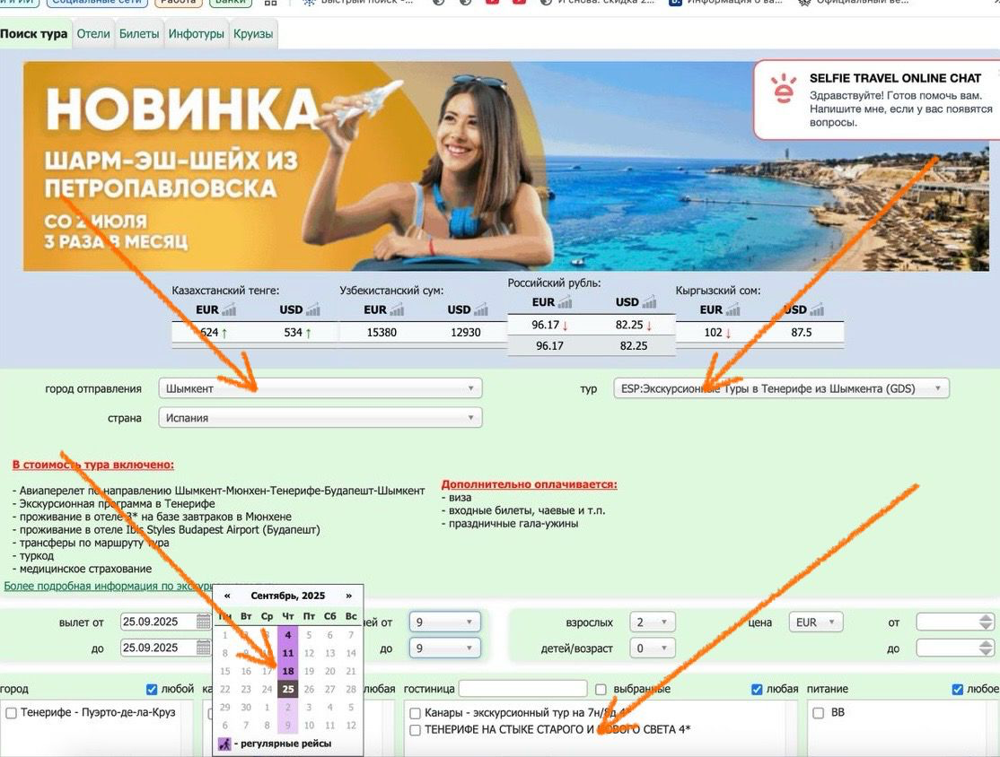 и и ИИ Социальные сети Работа Банки Быстрый поиск -... И снова: скидка 2... Информация о ва... Официальный ве...
Поиск тура Отели Билеты Инфотуры Круизы
НОВИНКА
ШАРМ-ЭШ-ШЕЙХ ИЗ
ПЕТРОПАВЛОВСКА
СО 2 ИЮЛЯ
3 РАЗА В МЕСЯЦ
SELFIE TRAVEL ONLINE CHAT
Здравствуйте! Готов помочь вам.
Напишите мне, если у вас появятся
вопросы.
Казахстанский тенге: Узбекистанский сум: Российский рубль: Кыргызский сом:
EUR USD EUR USD EUR USD EUR USD
624 ↑ 534 ↑ 15380 12930 96.17 ↓ 82.25 ↓ 102 ↓ 87.5
96.17 82.25
город отправления Шымкент тур ESP:Экскурсионные Туры в Тенерифе из Шымкента (GDS)
страна Испания
В стоимость тура включено:
- Авиаперелет по направлению Шымкент-Мюнхен-Тенерифе-Будапешт-Шымкент
- Экскурсионная программа в Тенерифе
- проживание в отеле 3* на базе завтраков в Мюнхене
- проживание в отеле Ibis Styles Budapest Airport (Будапешт)
- трансферы по маршруту тура
- туркод
- медицинское страхование
Дополнительно оплачивается:
- виза
- входные билеты, чаевые и т.п.
- праздничные гала-ужины
Более подробная информация по экскур
« Сентябрь, 2025 »
Пн Вт Ср Чт Пт Сб Вс
1 2 3 4 5 6 7
8 9 10 11 12 13 14
15 16 17 18 19 20 21
22 23 24 25 26 27 28
29 30 1 2 3 4 5
6 7 8 9 10 11 12
- регулярные рейсы
вылет от 25.09.2025 ей от 9 взрослых 2 цена EUR от
до 25.09.2025 до 9 детей/возраст 0 до
город любой ка любая гостиница выбранные любая питание любое
Тенерифе - Пуэрто-де-ла-Круз Канары - экскурсионный тур на 7н/8д 4* BB
ТЕНЕРИФЕ НА СТЫКЕ СТАРОГО И НОВОГО СВЕТА 4*